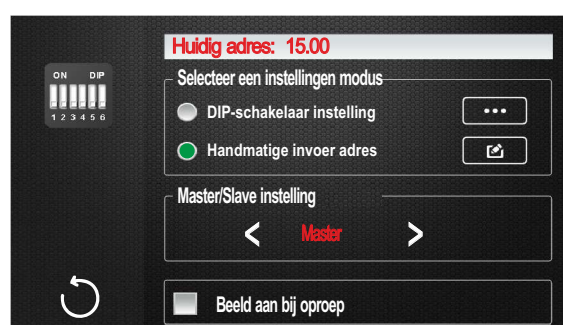 Huidig adres: 15.00
ON DIP
1 2 3 4 5 6
Selecteer een instellingen modus
DIP-schakelaar instelling
Handmatige invoer adres
Master/Slave instelling
< Master >
Beeld aan bij oproep